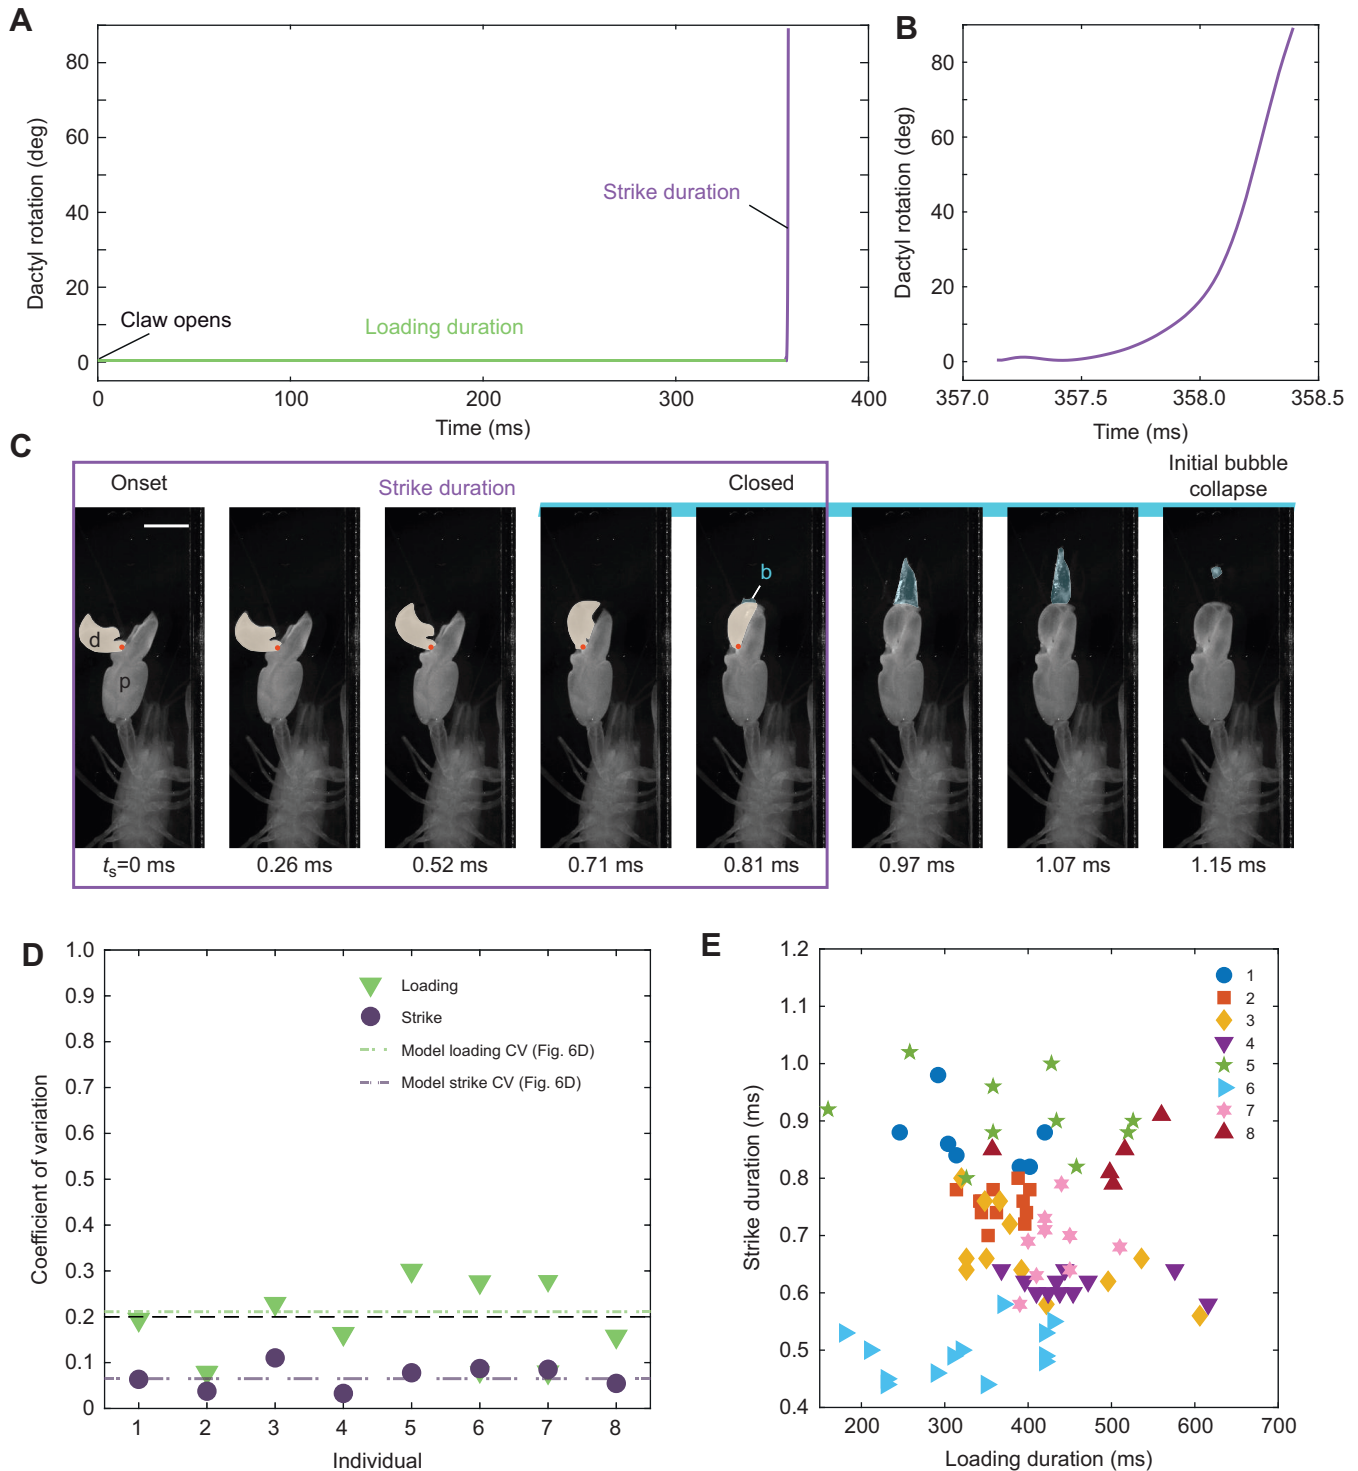 A
80
60
40
20
0
Dactyl rotation (deg)
Strike duration
Claw opens
Loading duration
0
100
200
300
400
Time (ms)
B
80
60
40
20
0
Dactyl rotation (deg)
357.0
357.5
358.0
358.5
Time (ms)
C
Onset
Strike duration
Closed
Initial bubble
collapse
d
p
b
ts=0 ms
0.26 ms
0.52 ms
0.71 ms
0.81 ms
0.97 ms
1.07 ms
1.15 ms
D
1.0
0.9
0.8
0.7
0.6
0.5
0.4
0.3
0.2
0.1
0
Coefficient of variation
Loading
Strike
Model loading CV (Fig. 6D)
Model strike CV (Fig. 6D)
1
2
3
4
5
6
7
8
Individual
E
1.2
1.1
1.0
0.9
0.8
0.7
0.6
0.5
0.4
Strike duration (ms)
1
2
3
4
5
6
7
8
200
300
400
500
600
700
Loading duration (ms)